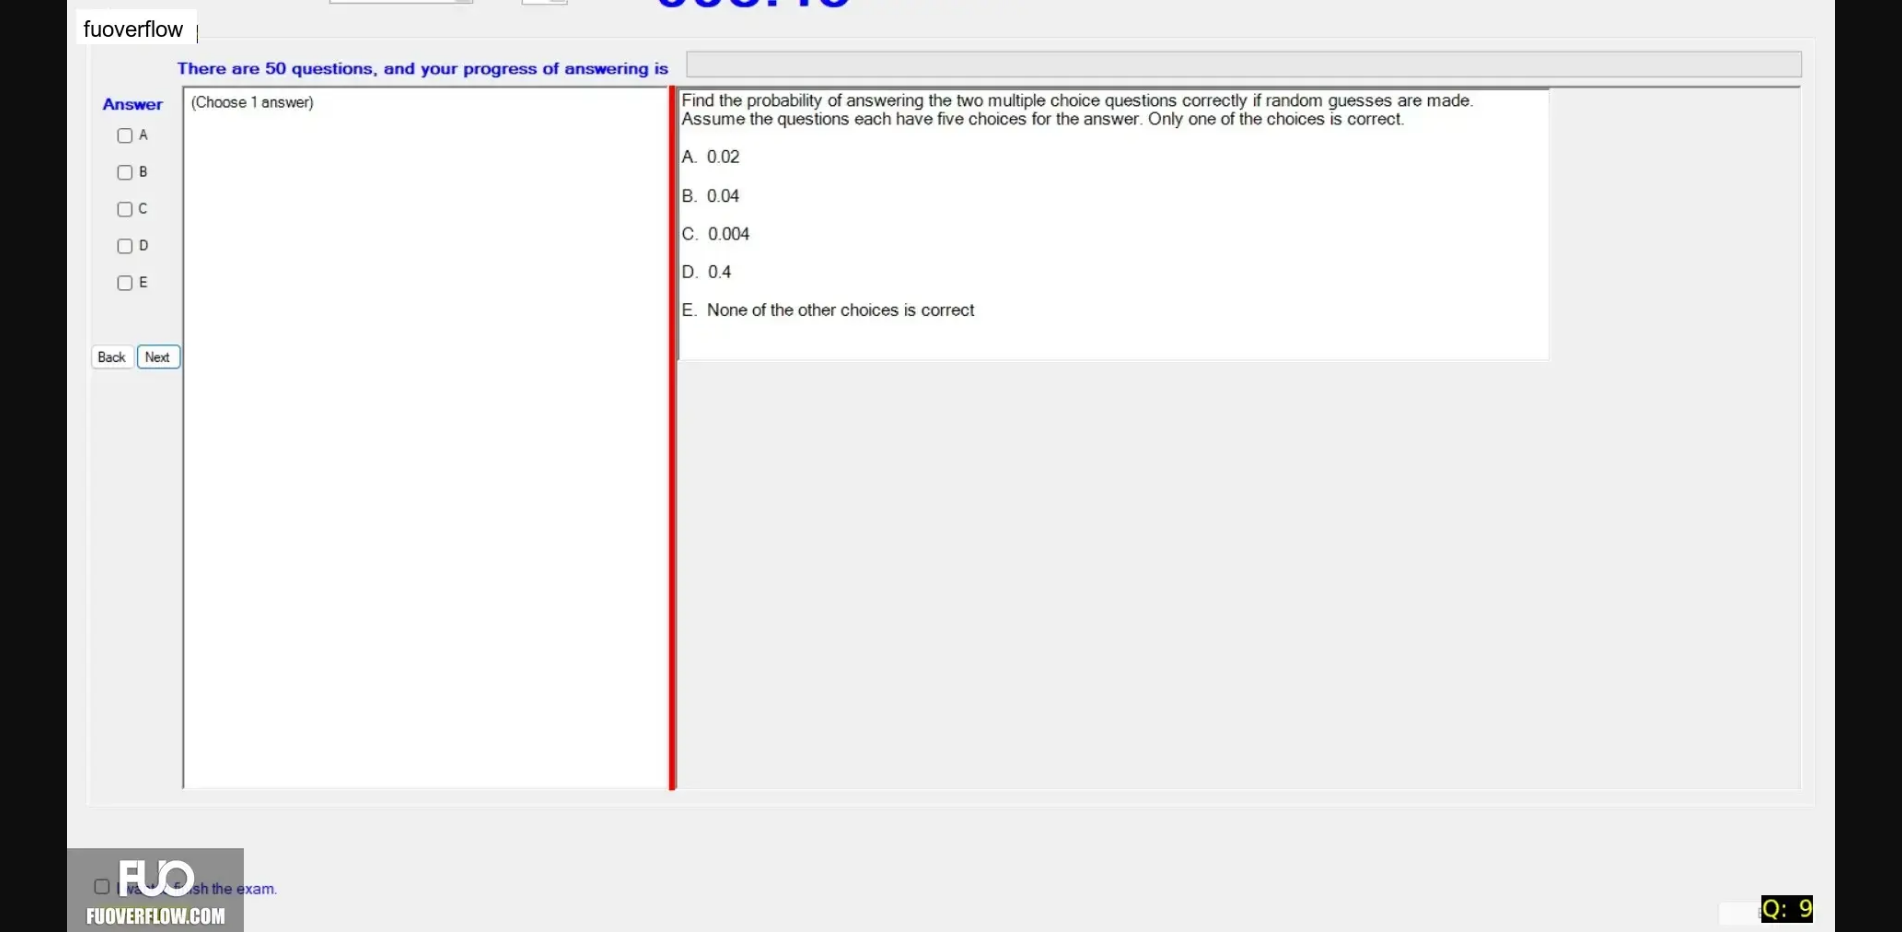 fuoverflow
There are 50 questions, and your progress of answering is
Answer
(Choose 1 answer)
A
B
C
D
E
Back Next
Find the probability of answering the two multiple choice questions correctly if random guesses are made.
Assume the questions each have five choices for the answer. Only one of the choices is correct.
A. 0.02
B. 0.04
C. 0.004
D. 0.4
E. None of the other choices is correct
FUO
sh the exam.
FUOVERFLOW.COM
Q: 9